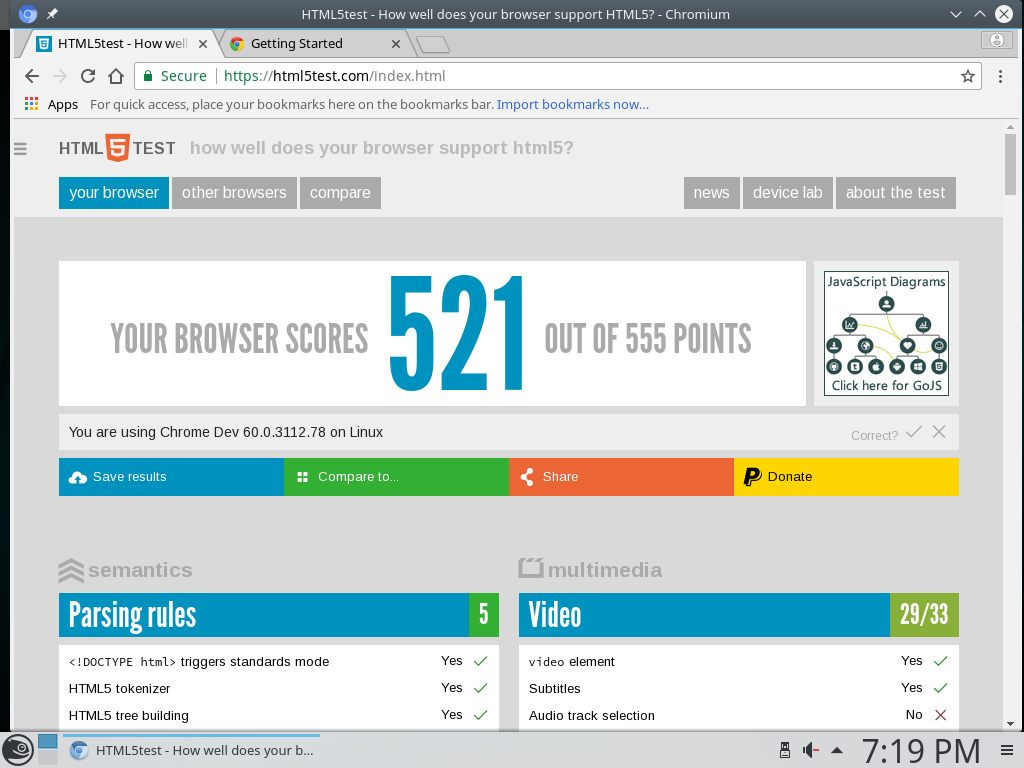 HTML5test - How well does your browser support HTML5? - Chromium
HTML5test - How well
Getting Started
Secure
https://html5test.com/index.html
Apps
For quick access, place your bookmarks here on the bookmarks bar. Import bookmarks now...
HTML 5 TEST how well does your browser support html5?
your browser
other browsers
compare
news
device lab
about the test
YOUR BROWSER SCORES 521 OUT OF 555 POINTS
JavaScript Diagrams
Click here for GoJS
You are using Chrome Dev 60.0.3112.78 on Linux
Correct?
Save results
Compare to...
Share
Donate
semantics
Parsing rules 5
<!DOCTYPE html> triggers standards mode Yes
HTML5 tokenizer Yes
HTML5 tree building Yes
multimedia
Video 29/33
video element Yes
Subtitles Yes
Audio track selection No
HTML5test - How well does your b...
7:19 PM